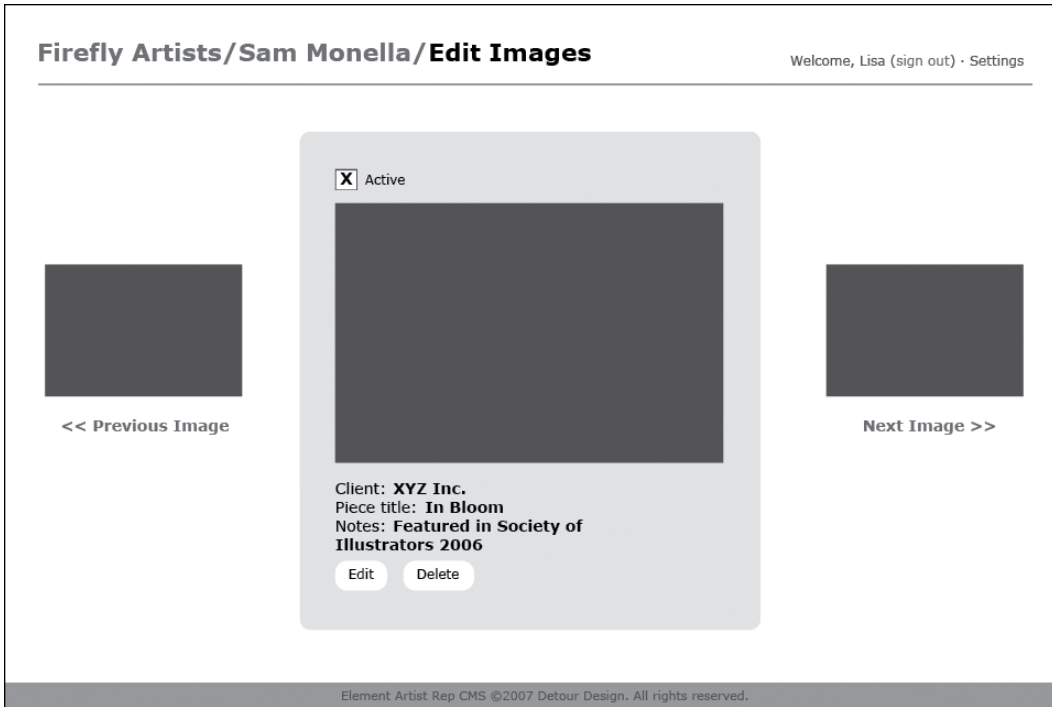 Firefly Artists/Sam Monella/Edit Images
Welcome, Lisa (sign out) · Settings
X Active
<< Previous Image
Next Image >>
Client: XYZ Inc.
Piece title: In Bloom
Notes: Featured in Society of
Illustrators 2006
Edit Delete
Element Artist Rep CMS ©2007 Detour Design. All rights reserved.